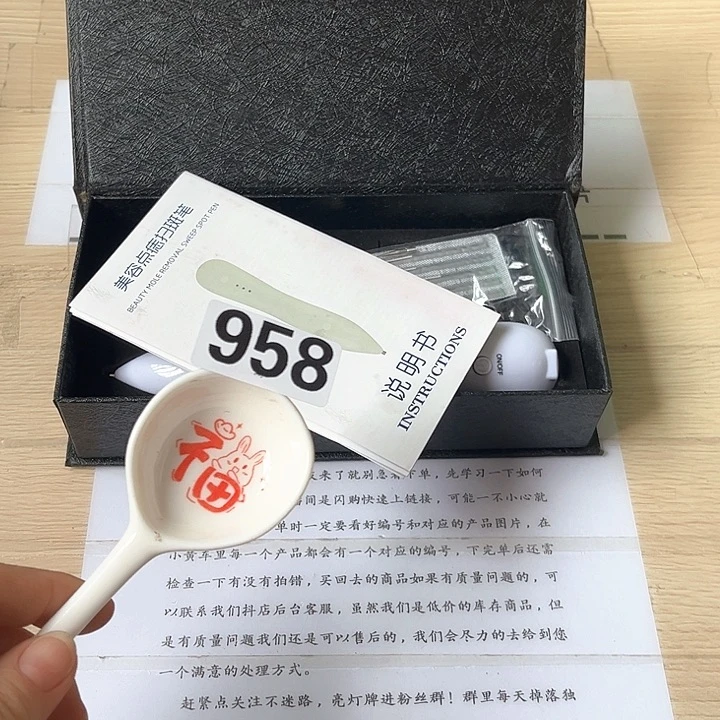 美容点痣扫斑笔
BEAUTY MOLE REMOVAL SWEEP SPOT PEN
958
说明书
INSTRUCTIONS
ON/OFF
福
来了就别急着下单，先学习一下如何
间是闪购快速上链接，可能一不小心就
单时一定要看好编号和对应的产品图片，在
小黄车里每一个产品都会有一个对应的编号，下完单后还需
检查一下有没有拍错，买回去的商品如果有质量问题的，可
以联系我们抖店后台客服，虽然我们是低价的库存商品，但
是有质量问题我们还是可以售后的，我们会尽力的去给到您
一个满意的处理方式。
赶紧点关注不迷路，亮灯牌进粉丝群！群里每天掉落独